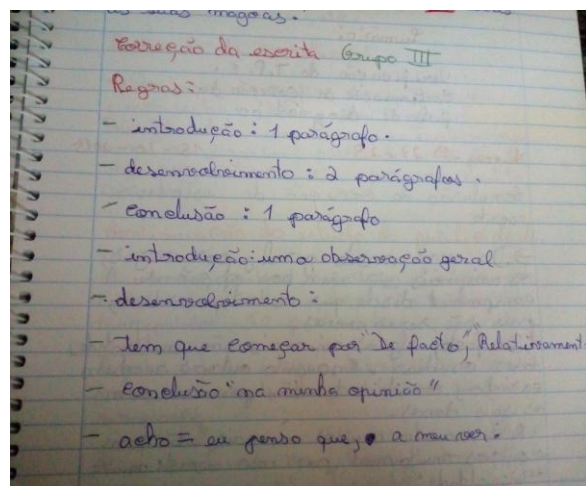 as suas mágoas.
Correção da escrita Grupo III
Regras:
- introdução: 1 parágrafo.
- desenvolvimento: 2 parágrafos.
- Conclusão: 1 parágrafo
- introdução: uma observação geral
- desenvolvimento:
- Tem que começar por "De facto", "Relativamente
- conclusão "na minha opinião"
- acho = eu penso que, a meu ver.